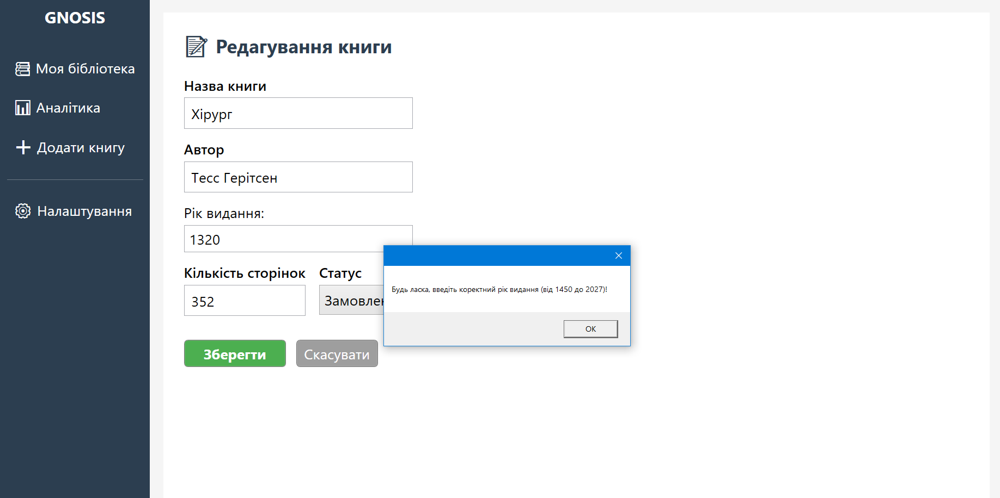 GNOSIS
Моя бібліотека
Аналітика
Додати книгу
Налаштування
Редагування книги
Назва книги
Хірург
Автор
Тесс Герітсен
Рік видання:
1320
Кількість сторінок Статус
352 Замовлен
Будь ласка, введіть коректний рік видання (від 1450 до 2027)!
ОК
Зберегти Скасувати